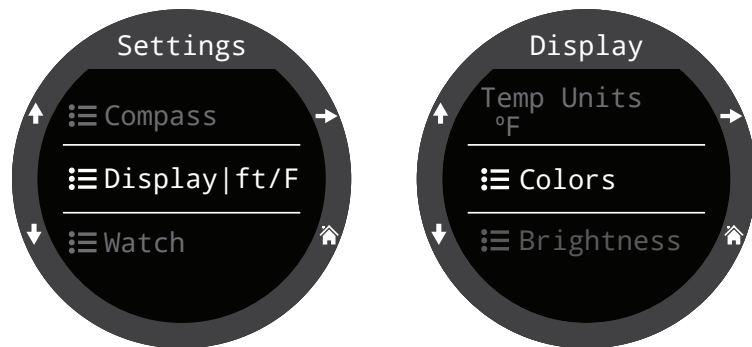 Settings
Compass
Display|ft/F
Watch
Display
Temp Units
ºF
Colors
Brightness